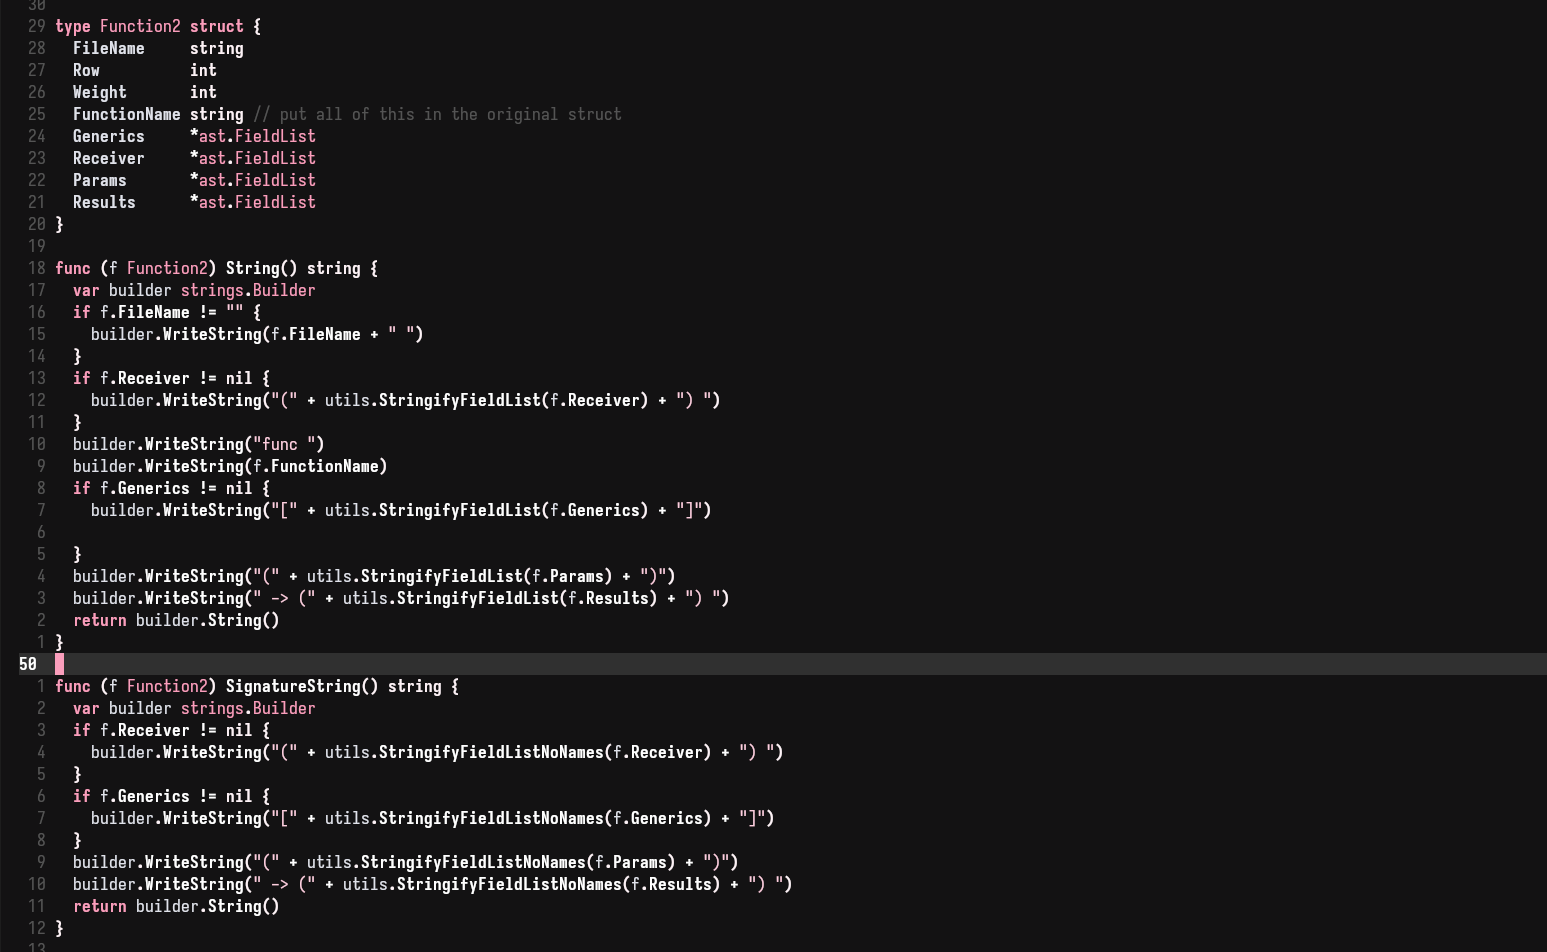 30
29 type Function2 struct {
28   FileName     string
27   Row          int
26   Weight       int
25   FunctionName string // put all of this in the original struct
24   Generics     *ast.FieldList
23   Receiver     *ast.FieldList
22   Params       *ast.FieldList
21   Results      *ast.FieldList
20 }
19
18 func (f Function2) String() string {
17   var builder strings.Builder
16   if f.FileName != "" {
15     builder.WriteString(f.FileName + " ")
14   }
13   if f.Receiver != nil {
12     builder.WriteString("(" + utils.StringifyFieldList(f.Receiver) + ") ")
11   }
10   builder.WriteString("func ")
9   builder.WriteString(f.FunctionName)
8   if f.Generics != nil {
7     builder.WriteString("[" + utils.StringifyFieldList(f.Generics) + "]")
6
5   }
4   builder.WriteString("(" + utils.StringifyFieldList(f.Params) + ")")
3   builder.WriteString(" -> (" + utils.StringifyFieldList(f.Results) + ") ")
2   return builder.String()
1 }
50
1 func (f Function2) SignatureString() string {
2   var builder strings.Builder
3   if f.Receiver != nil {
4     builder.WriteString("(" + utils.StringifyFieldListNoNames(f.Receiver) + ") ")
5   }
6   if f.Generics != nil {
7     builder.WriteString("[" + utils.StringifyFieldListNoNames(f.Generics) + "]")
8   }
9   builder.WriteString("(" + utils.StringifyFieldListNoNames(f.Params) + ")")
10   builder.WriteString(" -> (" + utils.StringifyFieldListNoNames(f.Results) + ") ")
11   return builder.String()
12 }
13